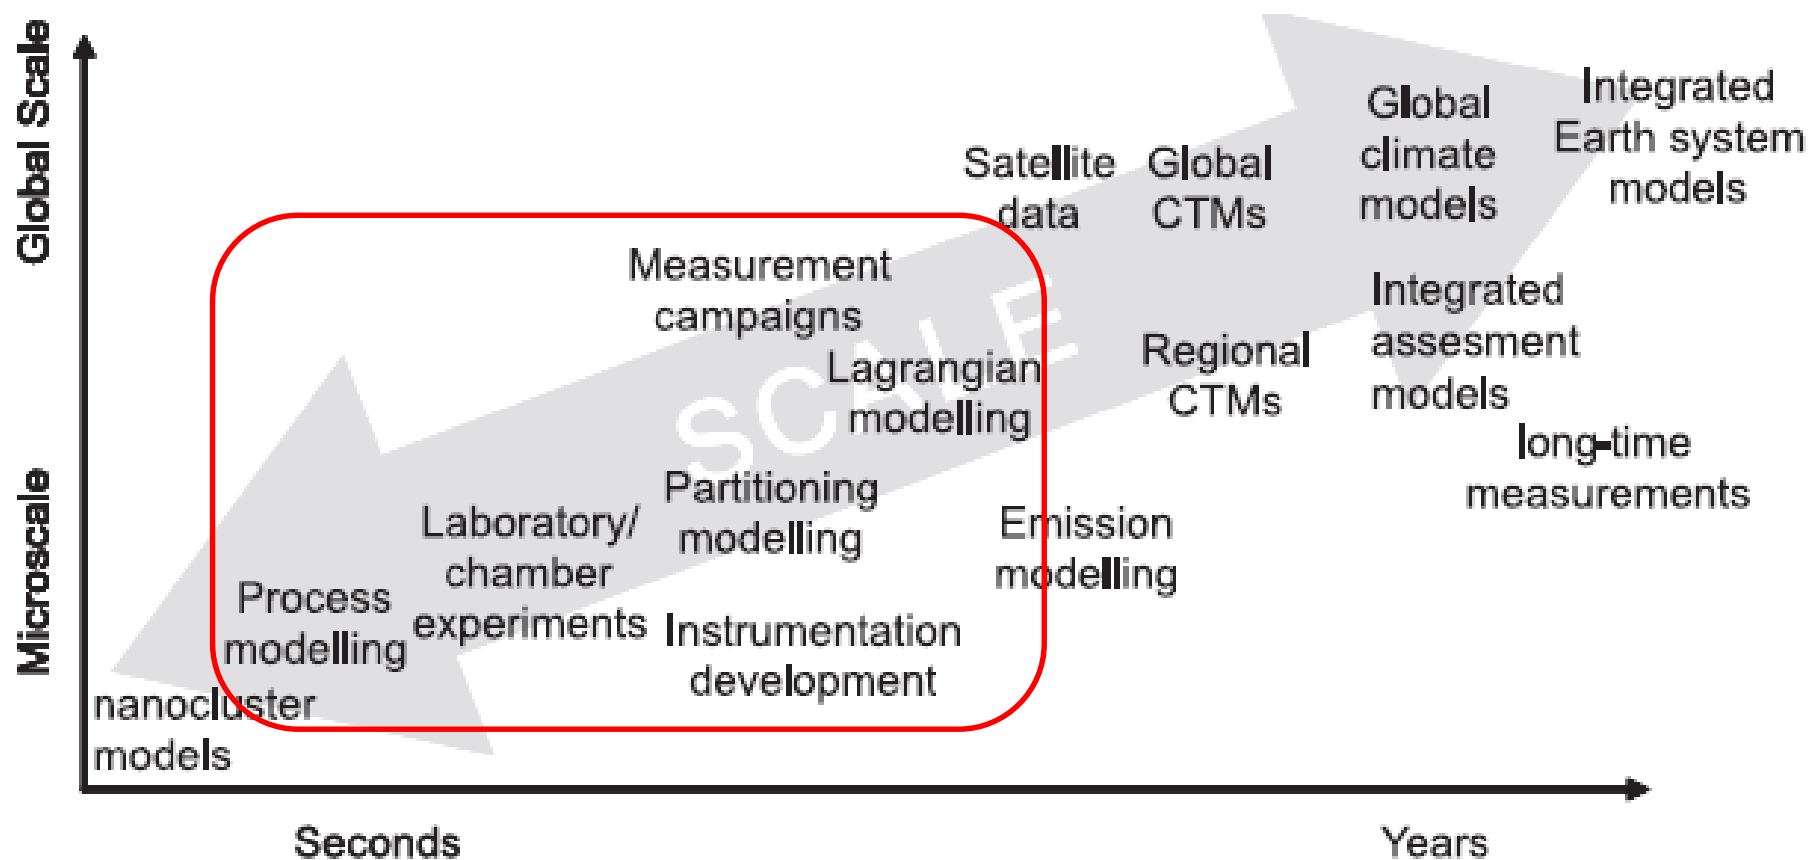 Global Scale
Microscale
Satellite
data
Global
CTMs
Global
climate
models
Integrated
Earth system
models
Measurement
campaigns
SCALE
Lagrangian
modelling
Regional
CTMs
Integrated
assesment
models
long-time
measurements
Partitioning
modelling
Laboratory/
chamber
experiments
Emission
modelling
Process
modelling
Instrumentation
development
nanocluster
models
Seconds
Years